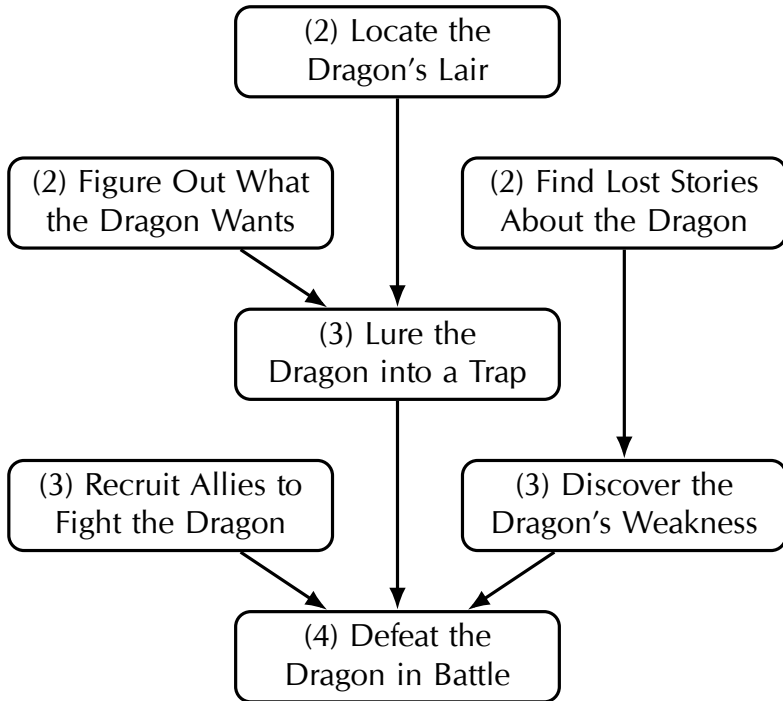 (2) Locate the
Dragon’s Lair
(2) Figure Out What
the Dragon Wants
(2) Find Lost Stories
About the Dragon
(3) Lure the
Dragon into a Trap
(3) Recruit Allies to
Fight the Dragon
(3) Discover the
Dragon’s Weakness
(4) Defeat the
Dragon in Battle